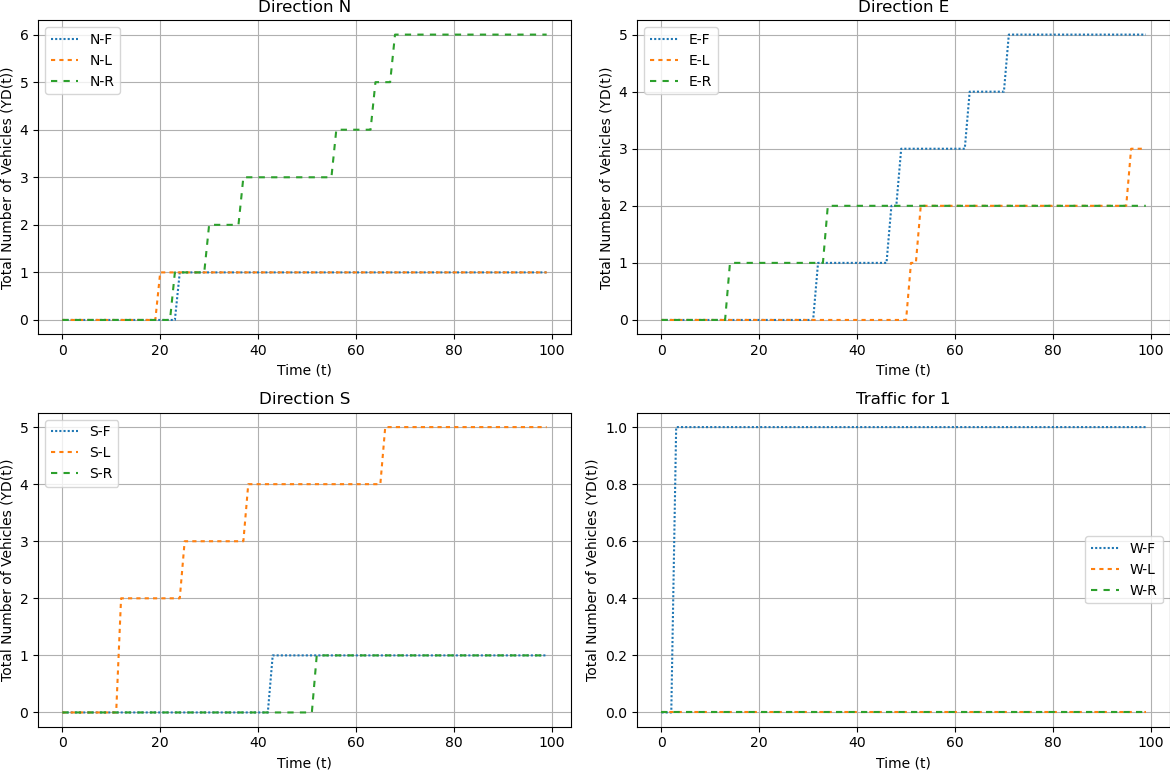 Direction N
Total Number of Vehicles (YD(t))
6
5
4
3
2
1
0
N-F
N-L
N-R
0 20 40 60 80 100
Time (t)
Direction E
Total Number of Vehicles (YD(t))
5
4
3
2
1
0
E-F
E-L
E-R
0 20 40 60 80 100
Time (t)
Direction S
Total Number of Vehicles (YD(t))
5
4
3
2
1
0
S-F
S-L
S-R
0 20 40 60 80 100
Time (t)
Traffic for 1
Total Number of Vehicles (YD(t))
1.0
0.8
0.6
0.4
0.2
0.0
W-F
W-L
W-R
0 20 40 60 80 100
Time (t)